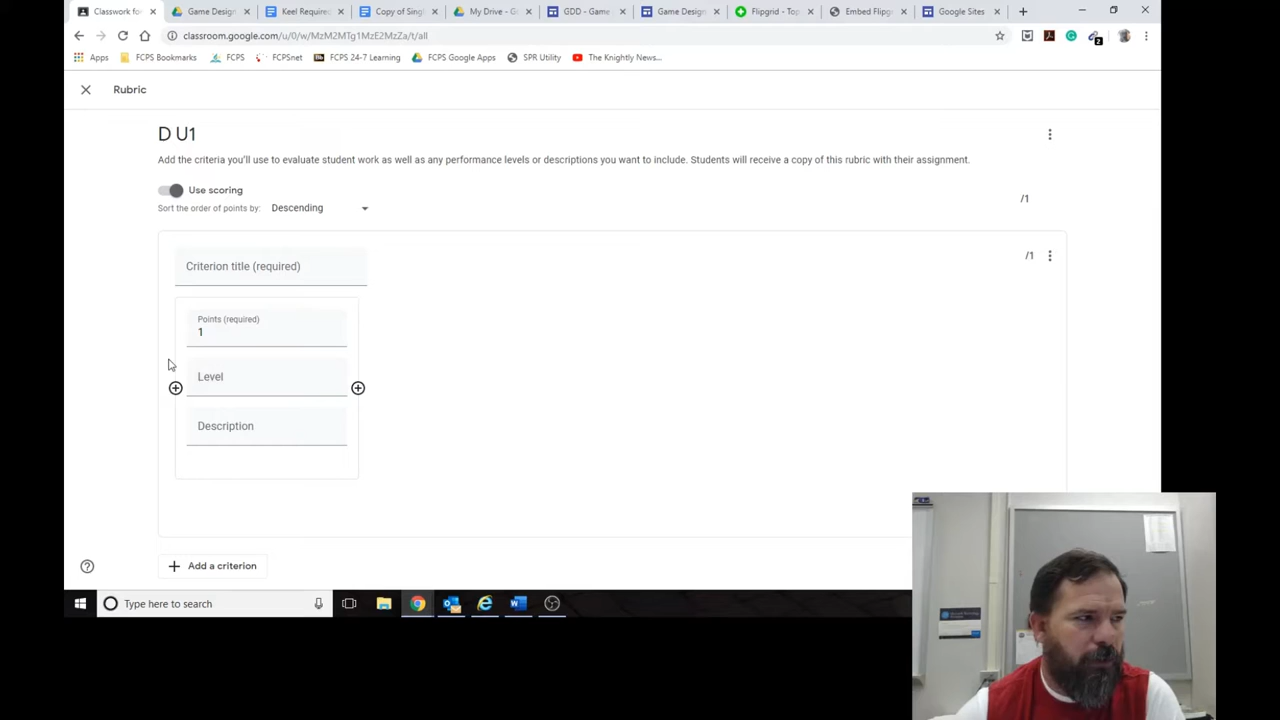 Classwork fo
Game Design
Keel Require
Copy of Sing
My Drive - G
GDD - Game
Game Design
Flipgrid - Top
Embed Flipg
Google Sites
classroom.google.com/u/0/w/MzM2MTg1MzE2MzZa/t/all
Apps
FCPS Bookmarks
FCPS
FCPSnet
FCPS 24-7 Learning
FCPS Google Apps
SPR Utility
The Knightly News...
Rubric
D U1
Add the criteria you'll use to evaluate student work as well as any performance levels or descriptions you want to include. Students will receive a copy of this rubric with their assignment.
Use scoring
/1
Sort the order of points by: Descending
Criterion title (required)
/1
Points (required)
1
Level
Description
Add a criterion
Type here to search